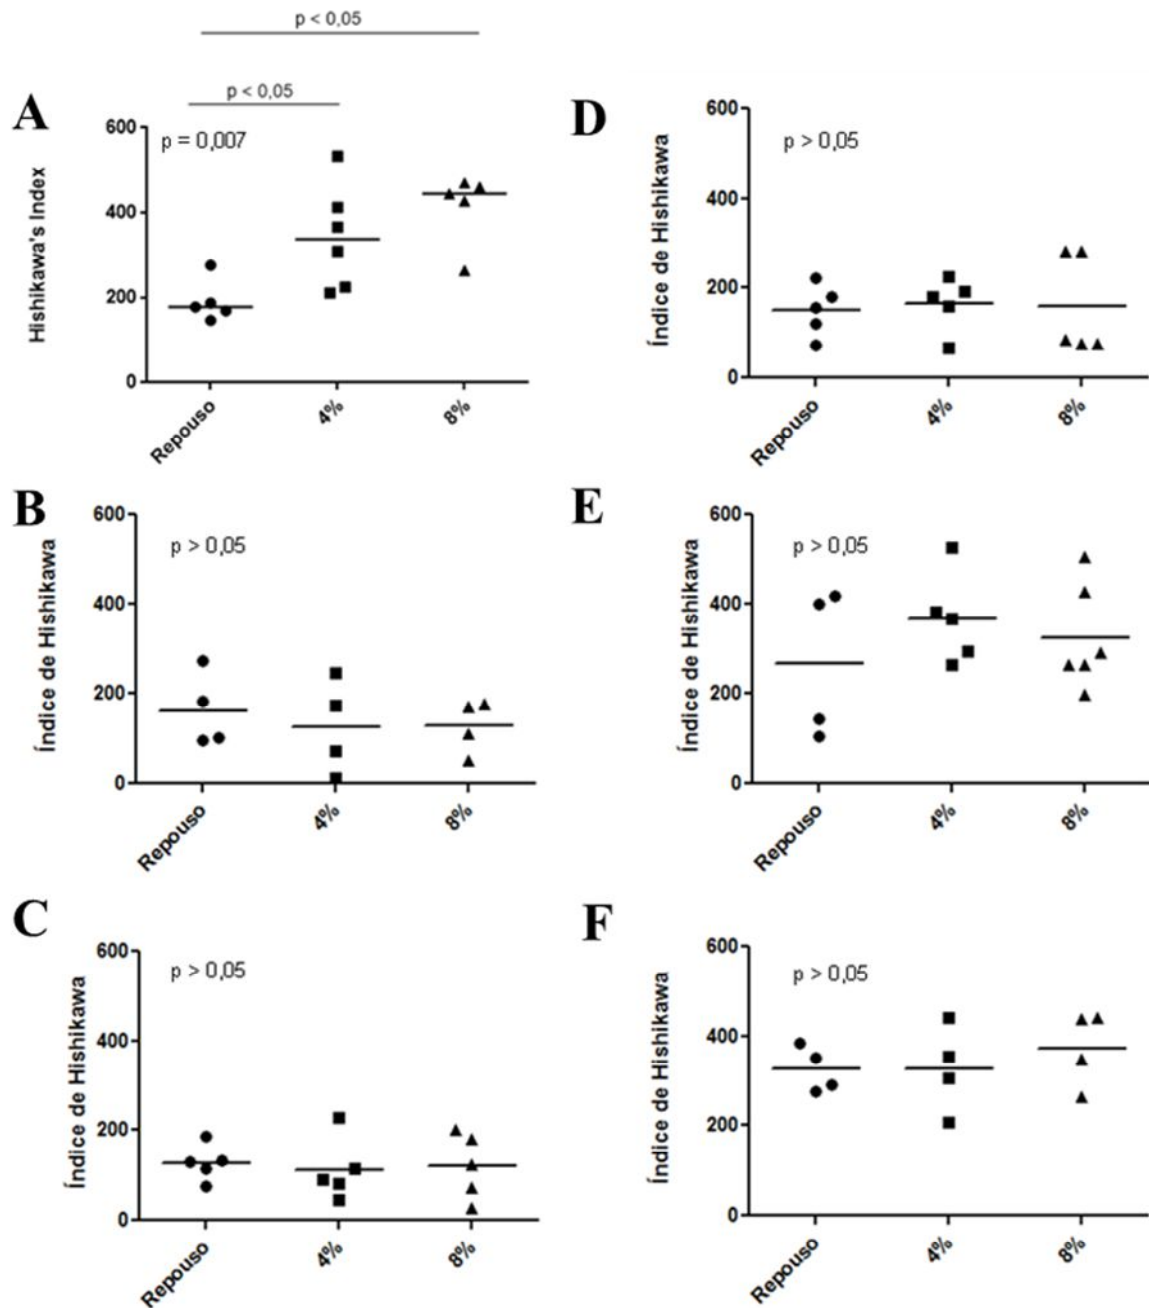 p < 0,05
p < 0,05
A
p = 0,007
Hishikawa's Index
600
400
200
0
Repouso
4%
8%
D
p > 0,05
Índice de Hishikawa
600
400
200
0
Repouso
4%
8%
B
p > 0,05
Índice de Hishikawa
600
400
200
0
Repouso
4%
8%
E
p > 0,05
Índice de Hishikawa
600
400
200
0
Repouso
4%
8%
C
p > 0,05
Índice de Hishikawa
600
400
200
0
Repouso
4%
8%
F
p > 0,05
Índice de Hishikawa
600
400
200
0
Repouso
4%
8%